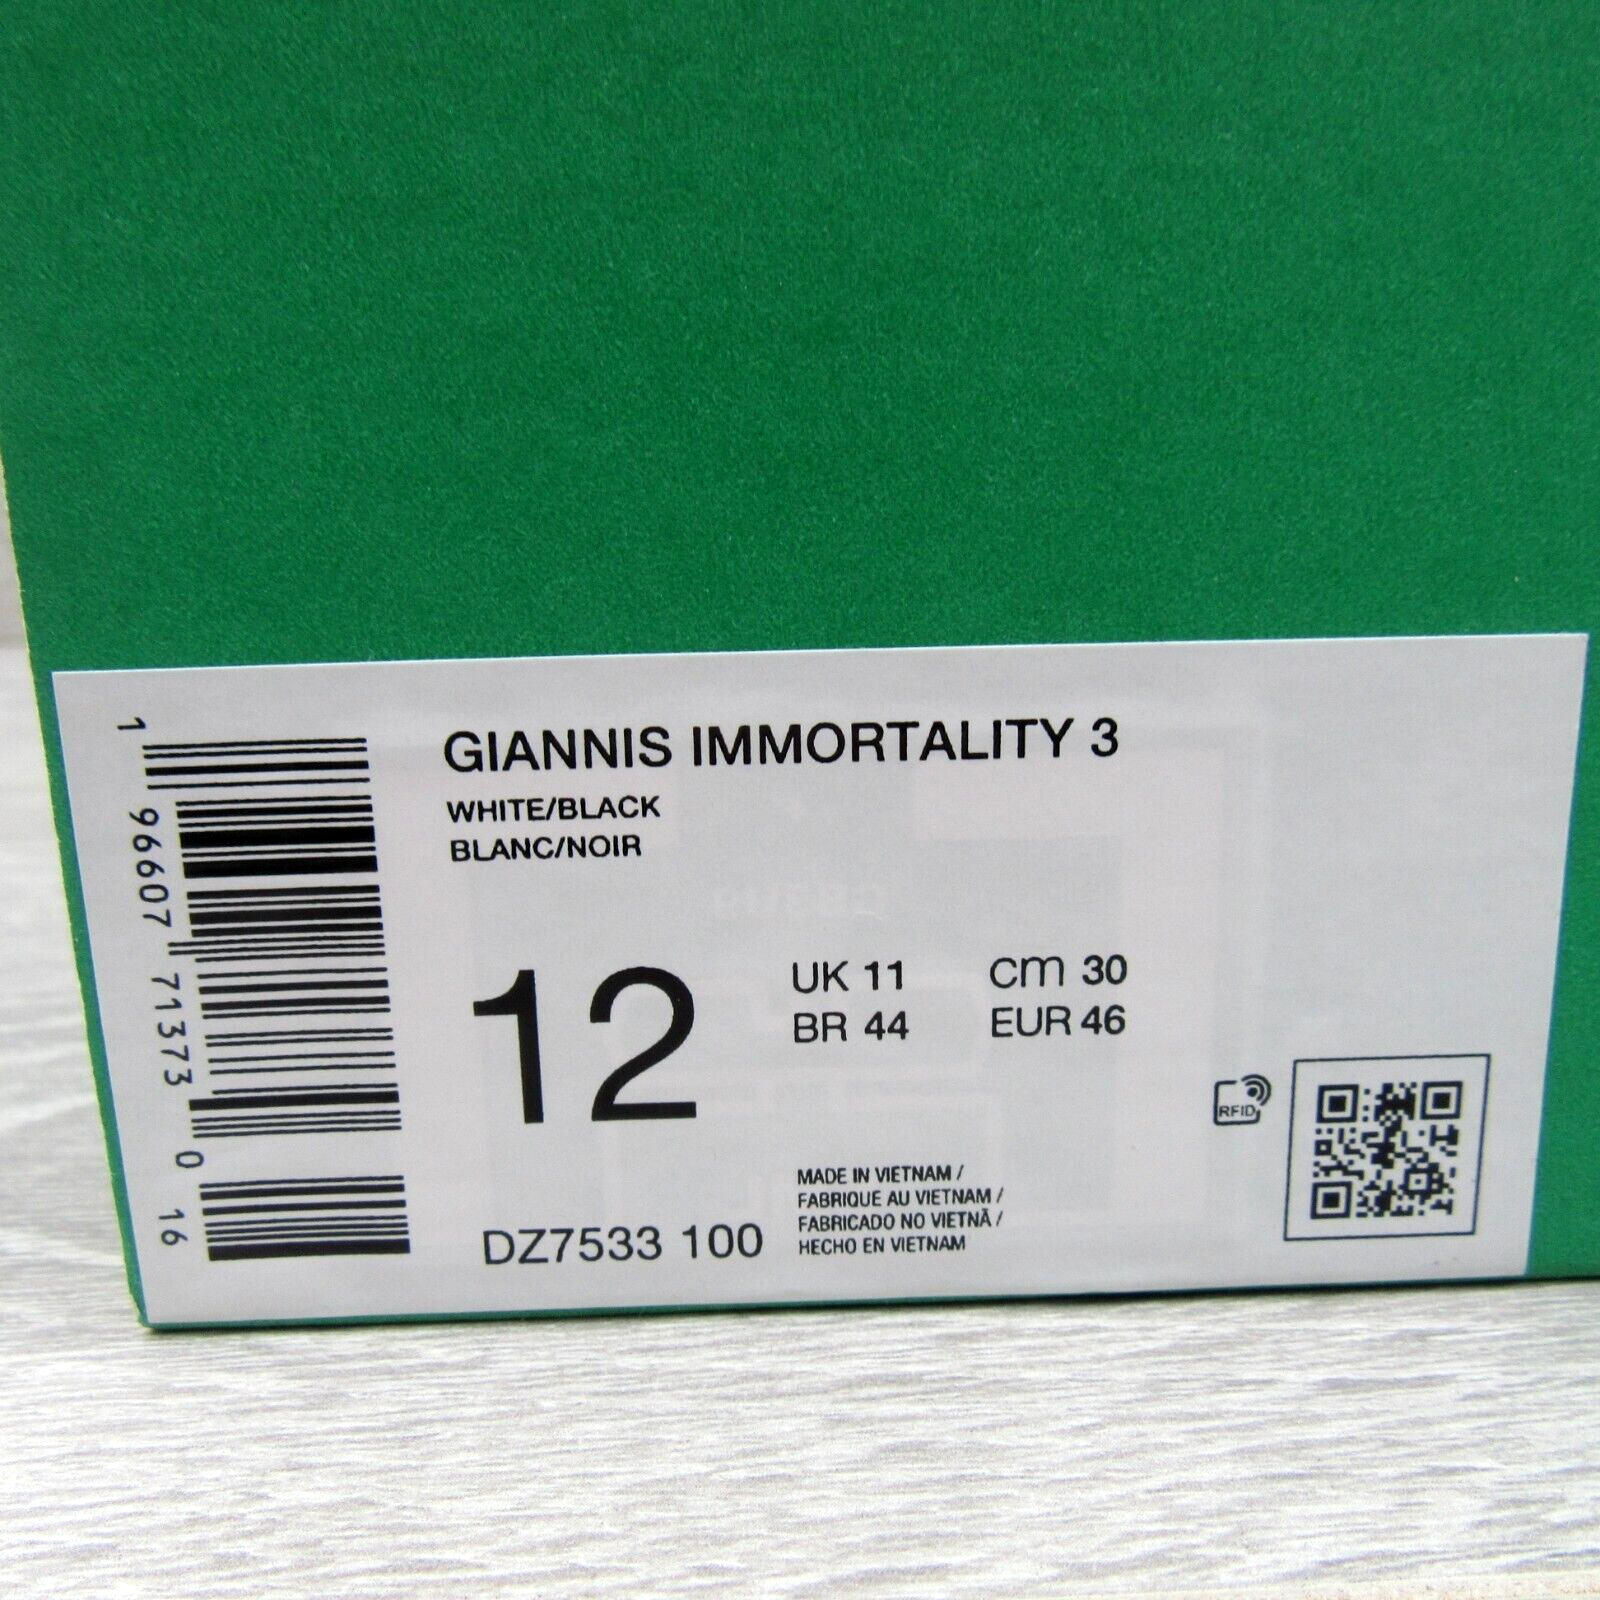 GIANNIS IMMORTALITY 3
WHITE/BLACK
BLANC/NOIR
12
UK 11 CM 30
BR 44 EUR 46
RFID
MADE IN VIETNAM /
FABRIQUE AU VIETNAM /
FABRICADO NO VIETNÃ /
HECHO EN VIETNAM
DZ7533 100
1 96607 71373 0 16